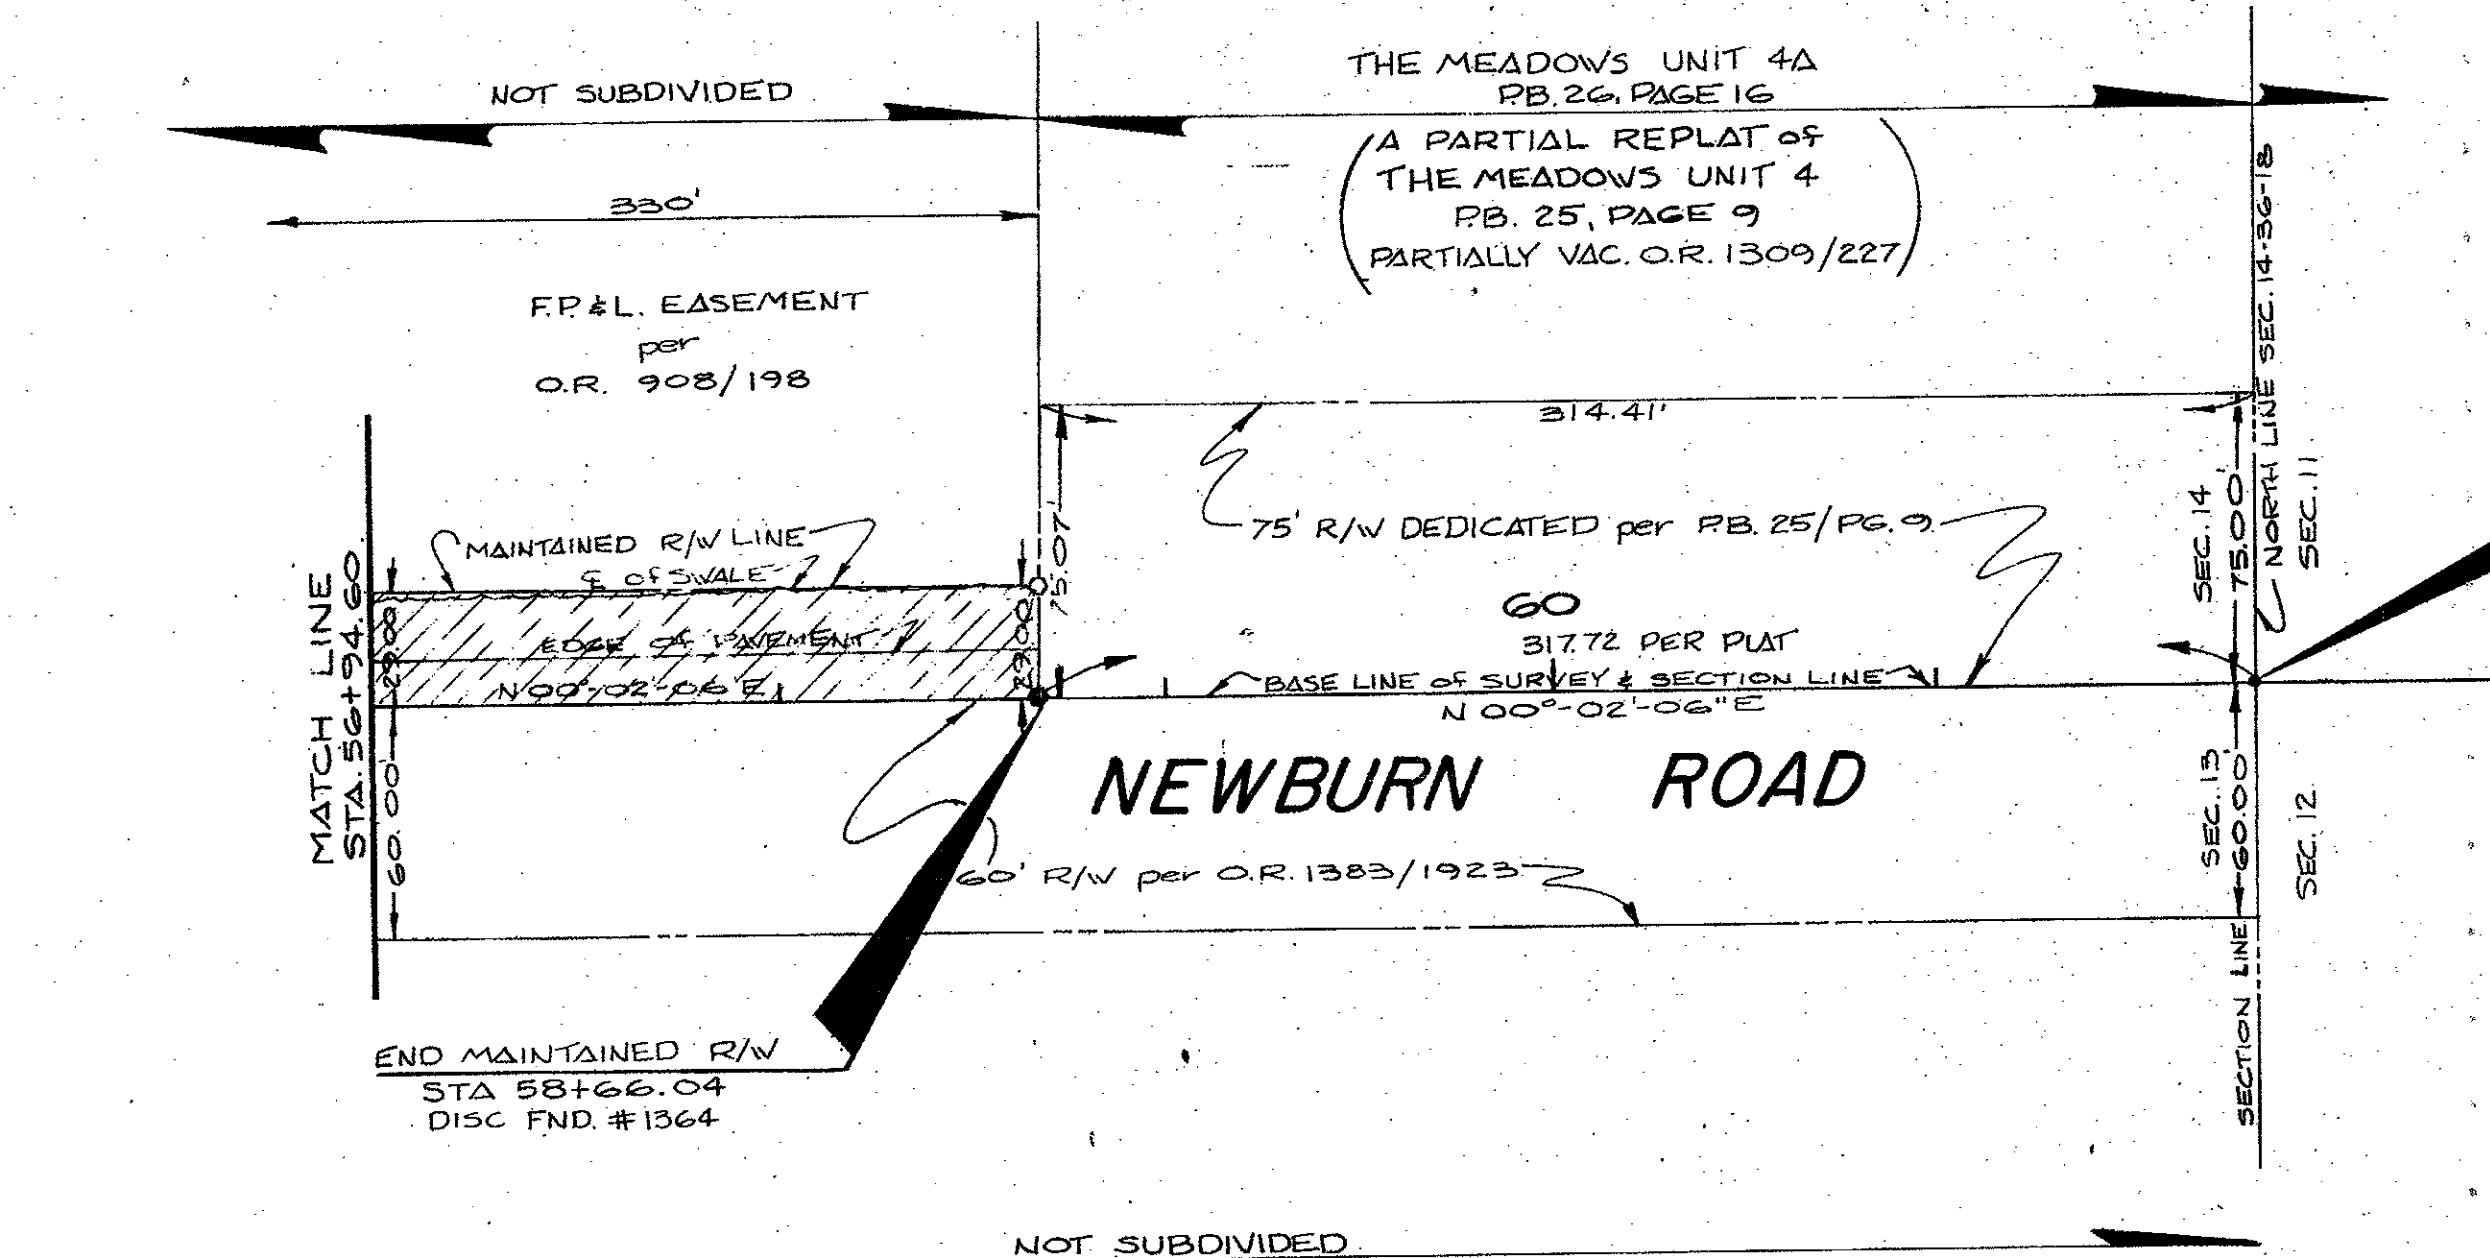 THE MEADOWS UNIT 4A
P.B. 26, PAGE 16
NOT SUBDIVIDED
(A PARTIAL REPLAT of
THE MEADOWS UNIT 4
P.B. 25, PAGE 9
PARTIALLY VAC. O.R. 1309/227)
330'
F.P.&L. EASEMENT
per
O.R. 908/198
314.41'
NORTH LINE SEC. 14-36-18
SEC. 14
75.00'
SEC. 11
75.07'
75' R/W DEDICATED per P.B. 25/PG. 9
MAINTAINED R/W LINE
℄ of SWALE
MATCH LINE
STA. 56+94.60
29.00
EDGE of PAVEMENT
29.00
N 00°-02'-06 E
60
317.72 PER PLAT
BASE LINE of SURVEY & SECTION LINE
N 00°-02'-06" E
NEWBURN ROAD
60.00'
SEC. 13
60.00'
SEC. 12
60' R/W per O.R. 1383/1923
SECTION LINE
END MAINTAINED R/W
STA 58+66.04
DISC FND. #1364
NOT SUBDIVIDED